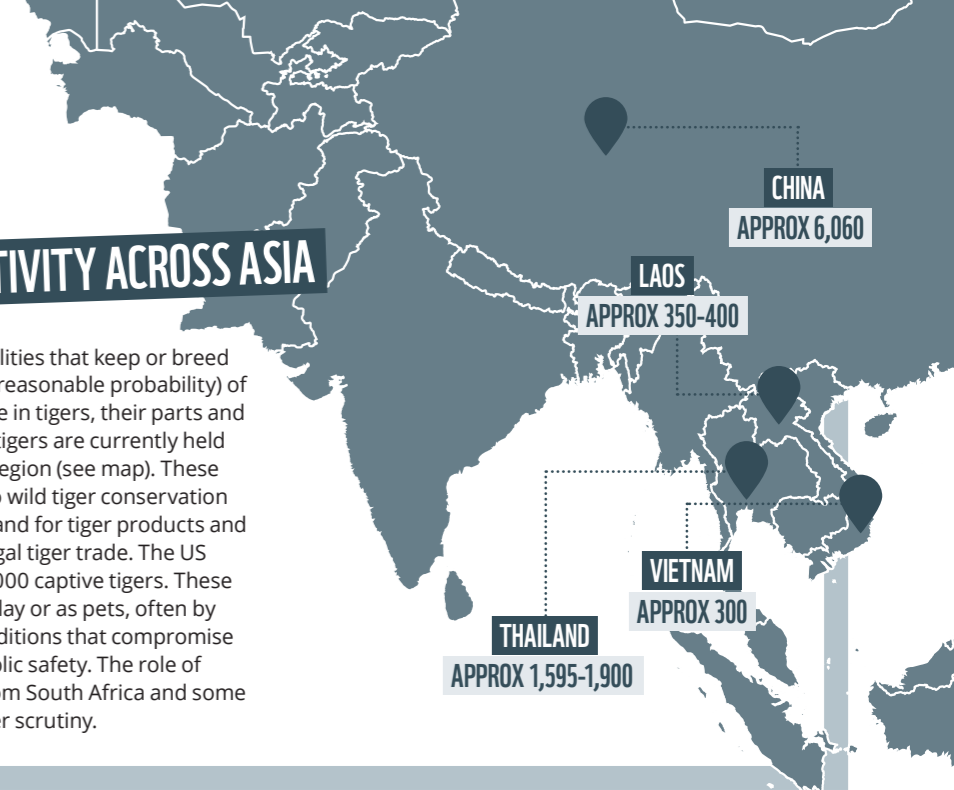 TIVITY ACROSS ASIA
lities that keep or breed
reasonable probability) of
e in tigers, their parts and
tigers are currently held
egion (see map). These
o wild tiger conservation
and for tiger products and
gal tiger trade. The US
000 captive tigers. These
lay or as pets, often by
ditions that compromise
lic safety. The role of
om South Africa and some
er scrutiny.
CHINA
APPROX 6,060
LAOS
APPROX 350-400
VIETNAM
APPROX 300
THAILAND
APPROX 1,595-1,900